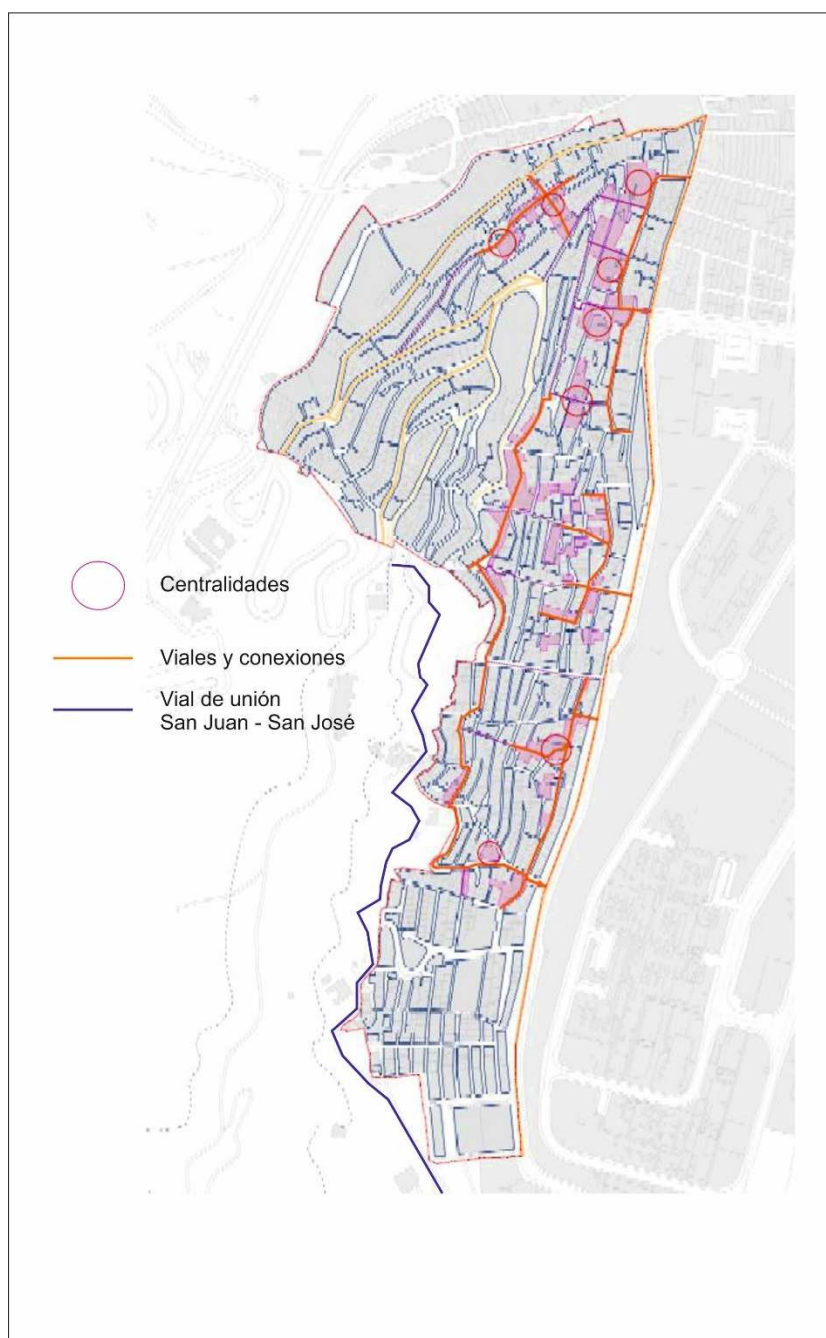 Centralidades
Viales y conexiones
Vial de unión
San Juan - San José